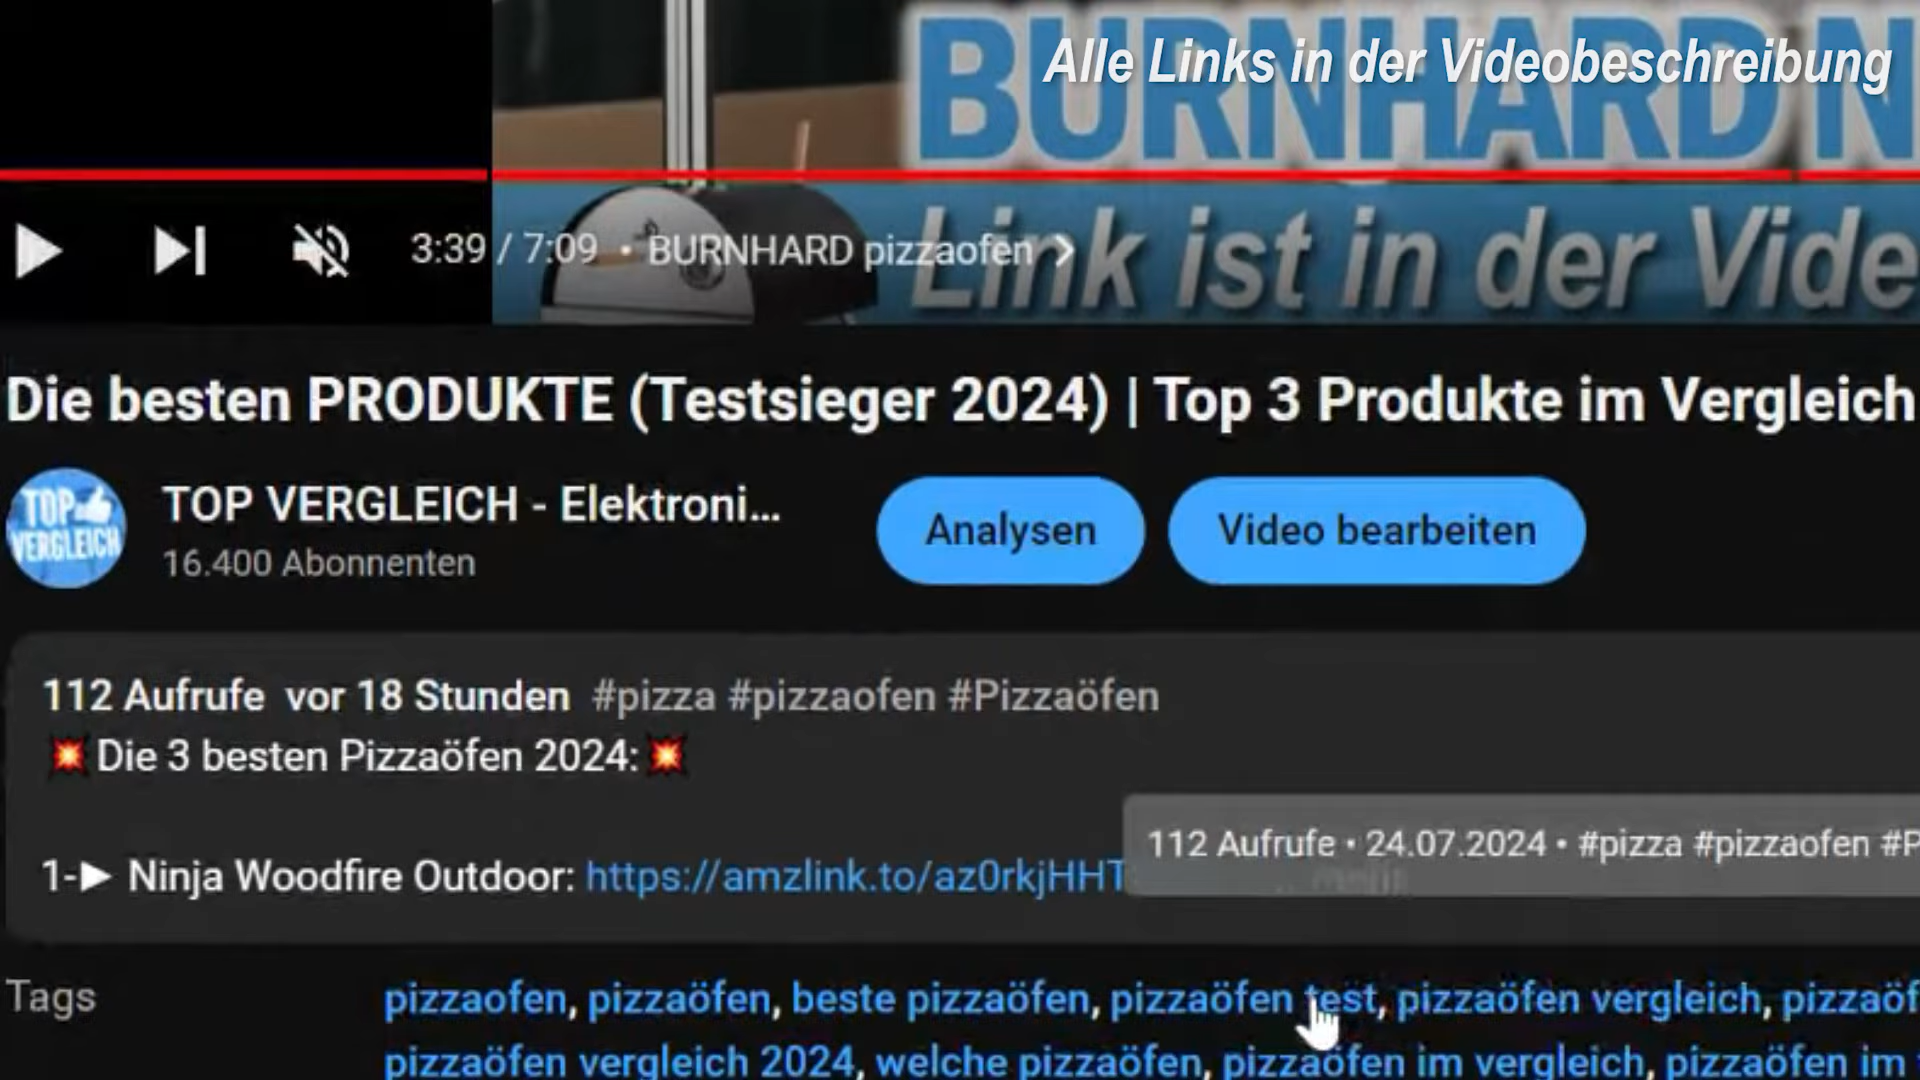 Alle Links in der Videobeschreibung
BURNHARD N
3:39 / 7:09 • BURNHARD pizzaofen
Link ist in der Vide
Die besten PRODUKTE (Testsieger 2024) | Top 3 Produkte im Vergleich
TOP VERGLEICH
TOP VERGLEICH - Elektroni...
16.400 Abonnenten
Analysen
Video bearbeiten
112 Aufrufe vor 18 Stunden #pizza #pizzaofen #Pizzaöfen
💥 Die 3 besten Pizzaöfen 2024: 💥
112 Aufrufe • 24.07.2024 • #pizza #pizzaofen #P
1-► Ninja Woodfire Outdoor: https://amzlink.to/az0rkjHHT
Tags
pizzaofen, pizzaöfen, beste pizzaöfen, pizzaöfen test, pizzaöfen vergleich, pizzaöf
pizzaöfen vergleich 2024, welche pizzaöfen, pizzaöfen im vergleich, pizzaöfen im